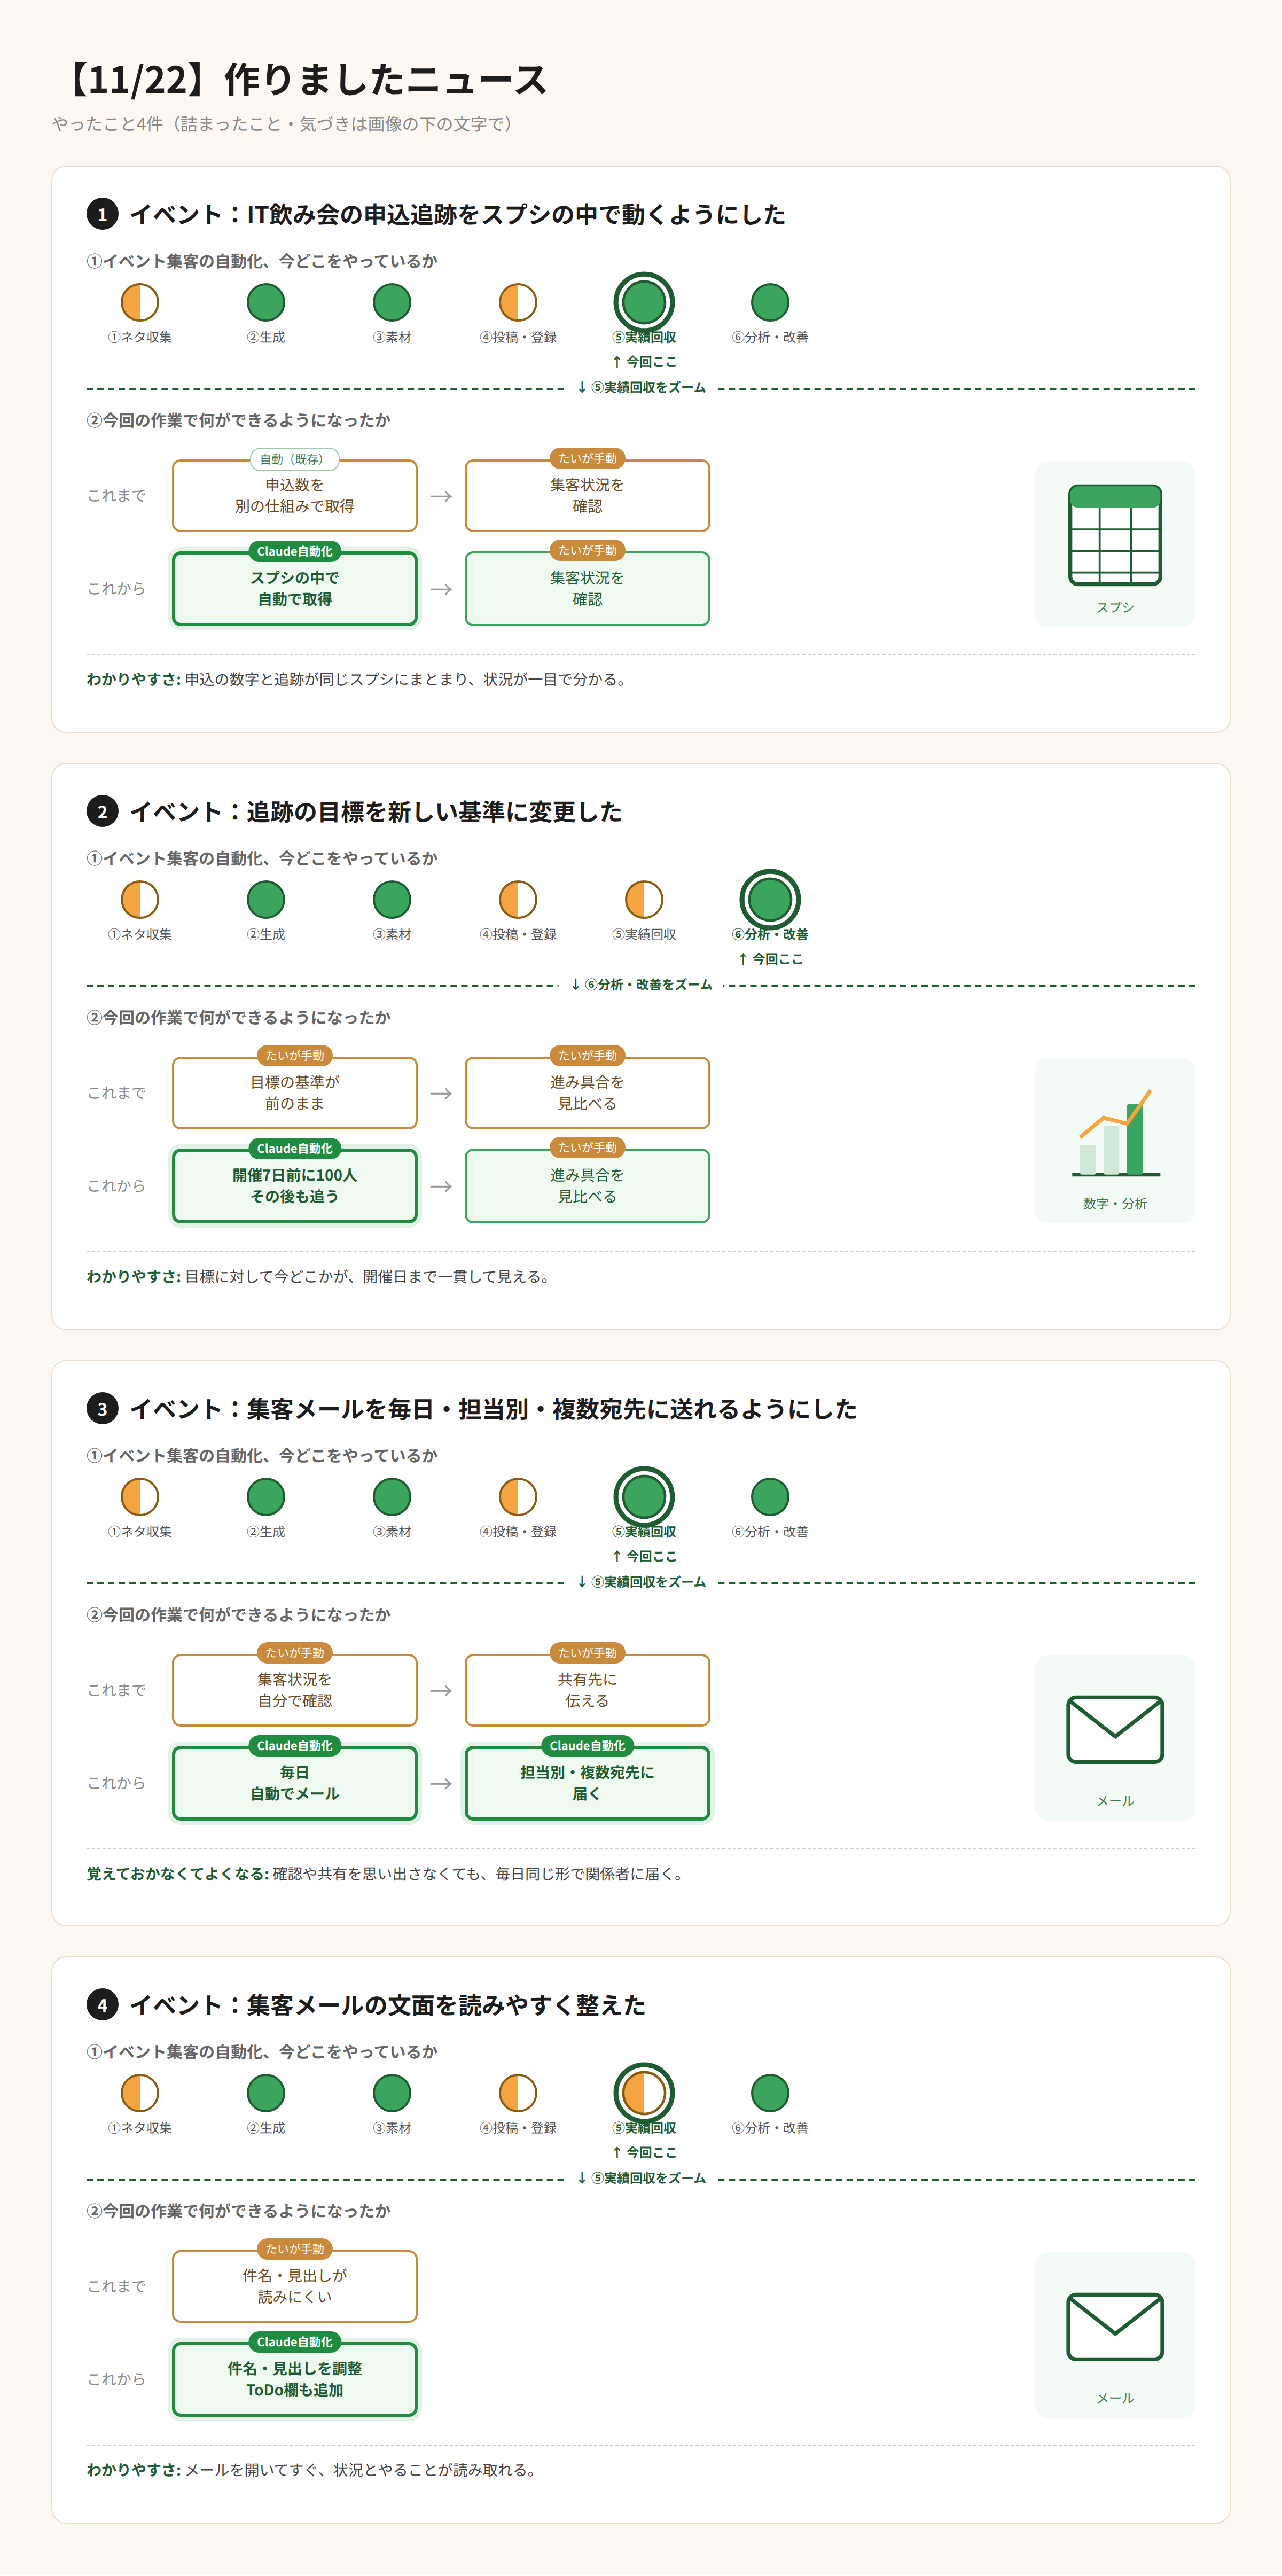 【11/22】作りましたニュース
やったこと4件（詰まったこと・気づきは画像の下の文字で）
1 イベント：IT飲み会の申込追跡をスプシの中で動くようにした
①イベント集客の自動化、今どこをやっているか
①ネタ収集 ②生成 ③素材 ④投稿・登録 ⑤実績回収 ⑥分析・改善
↑ 今回ここ
↓ ⑤実績回収をズーム
②今回の作業で何ができるようになったか
これまで
自動（既存）
申込数を
別の仕組みで取得
→
たいが手動
集客状況を
確認
これから
Claude自動化
スプシの中で
自動で取得
→
たいが手動
集客状況を
確認
スプシ
わかりやすさ: 申込の数字と追跡が同じスプシにまとまり、状況が一目で分かる。
2 イベント：追跡の目標を新しい基準に変更した
①イベント集客の自動化、今どこをやっているか
①ネタ収集 ②生成 ③素材 ④投稿・登録 ⑤実績回収 ⑥分析・改善
↑ 今回ここ
↓ ⑥分析・改善をズーム
②今回の作業で何ができるようになったか
これまで
たいが手動
目標の基準が
前のまま
→
たいが手動
進み具合を
見比べる
これから
Claude自動化
開催7日前に100人
その後も追う
→
たいが手動
進み具合を
見比べる
数字・分析
わかりやすさ: 目標に対して今どこかが、開催日まで一貫して見える。
3 イベント：集客メールを毎日・担当別・複数宛先に送れるようにした
①イベント集客の自動化、今どこをやっているか
①ネタ収集 ②生成 ③素材 ④投稿・登録 ⑤実績回収 ⑥分析・改善
↑ 今回ここ
↓ ⑤実績回収をズーム
②今回の作業で何ができるようになったか
これまで
たいが手動
集客状況を
自分で確認
→
たいが手動
共有先に
伝える
これから
Claude自動化
毎日
自動でメール
→
Claude自動化
担当別・複数宛先に
届く
メール
覚えておかなくてよくなる: 確認や共有を思い出さなくても、毎日同じ形で関係者に届く。
4 イベント：集客メールの文面を読みやすく整えた
①イベント集客の自動化、今どこをやっているか
①ネタ収集 ②生成 ③素材 ④投稿・登録 ⑤実績回収 ⑥分析・改善
↑ 今回ここ
↓ ⑤実績回収をズーム
②今回の作業で何ができるようになったか
これまで
たいが手動
件名・見出しが
読みにくい
これから
Claude自動化
件名・見出しを調整
ToDo欄も追加
メール
わかりやすさ: メールを開いてすぐ、状況とやることが読み取れる。